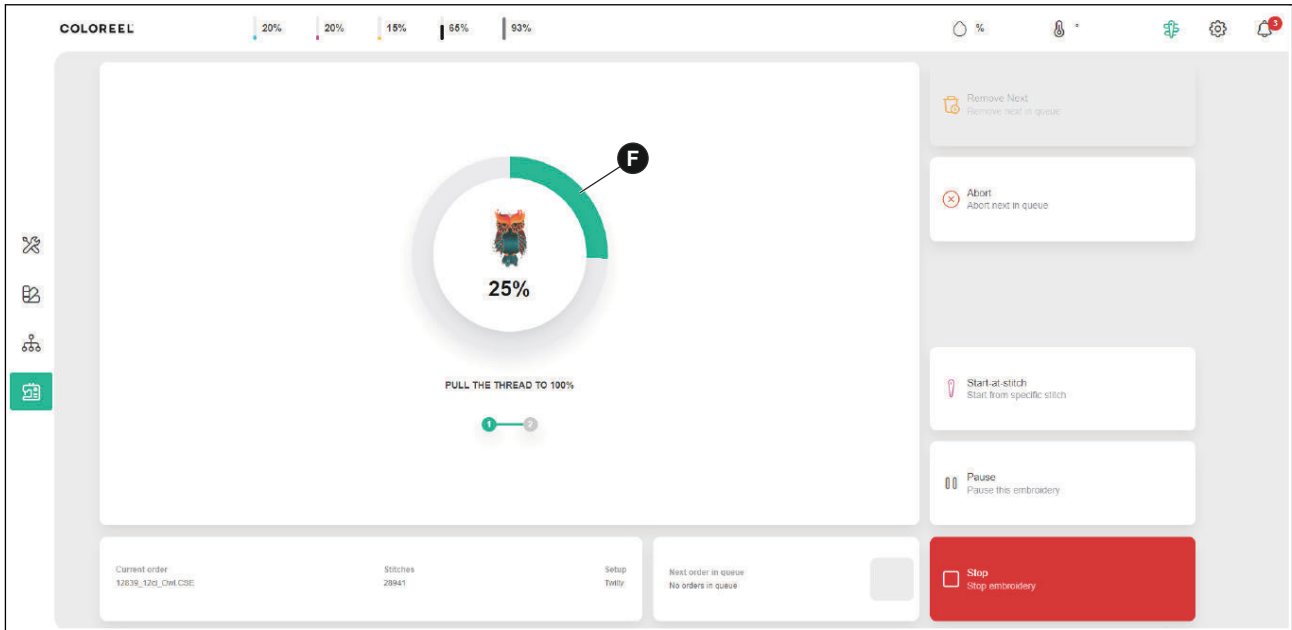 COLOREEL
20%
20%
15%
65%
93%
%
°
3
Remove Next
Remove next in queue
F
Abort
Abort next in queue
25%
PULL THE THREAD TO 100%
1
2
Start-at-stitch
Start from specific stitch
Pause
Pause this embroidery
Current order
12839_12cl_Owl.CSE
Stitches
28941
Setup
Twilly
Next order in queue
No orders in queue
Stop
Stop embroidery